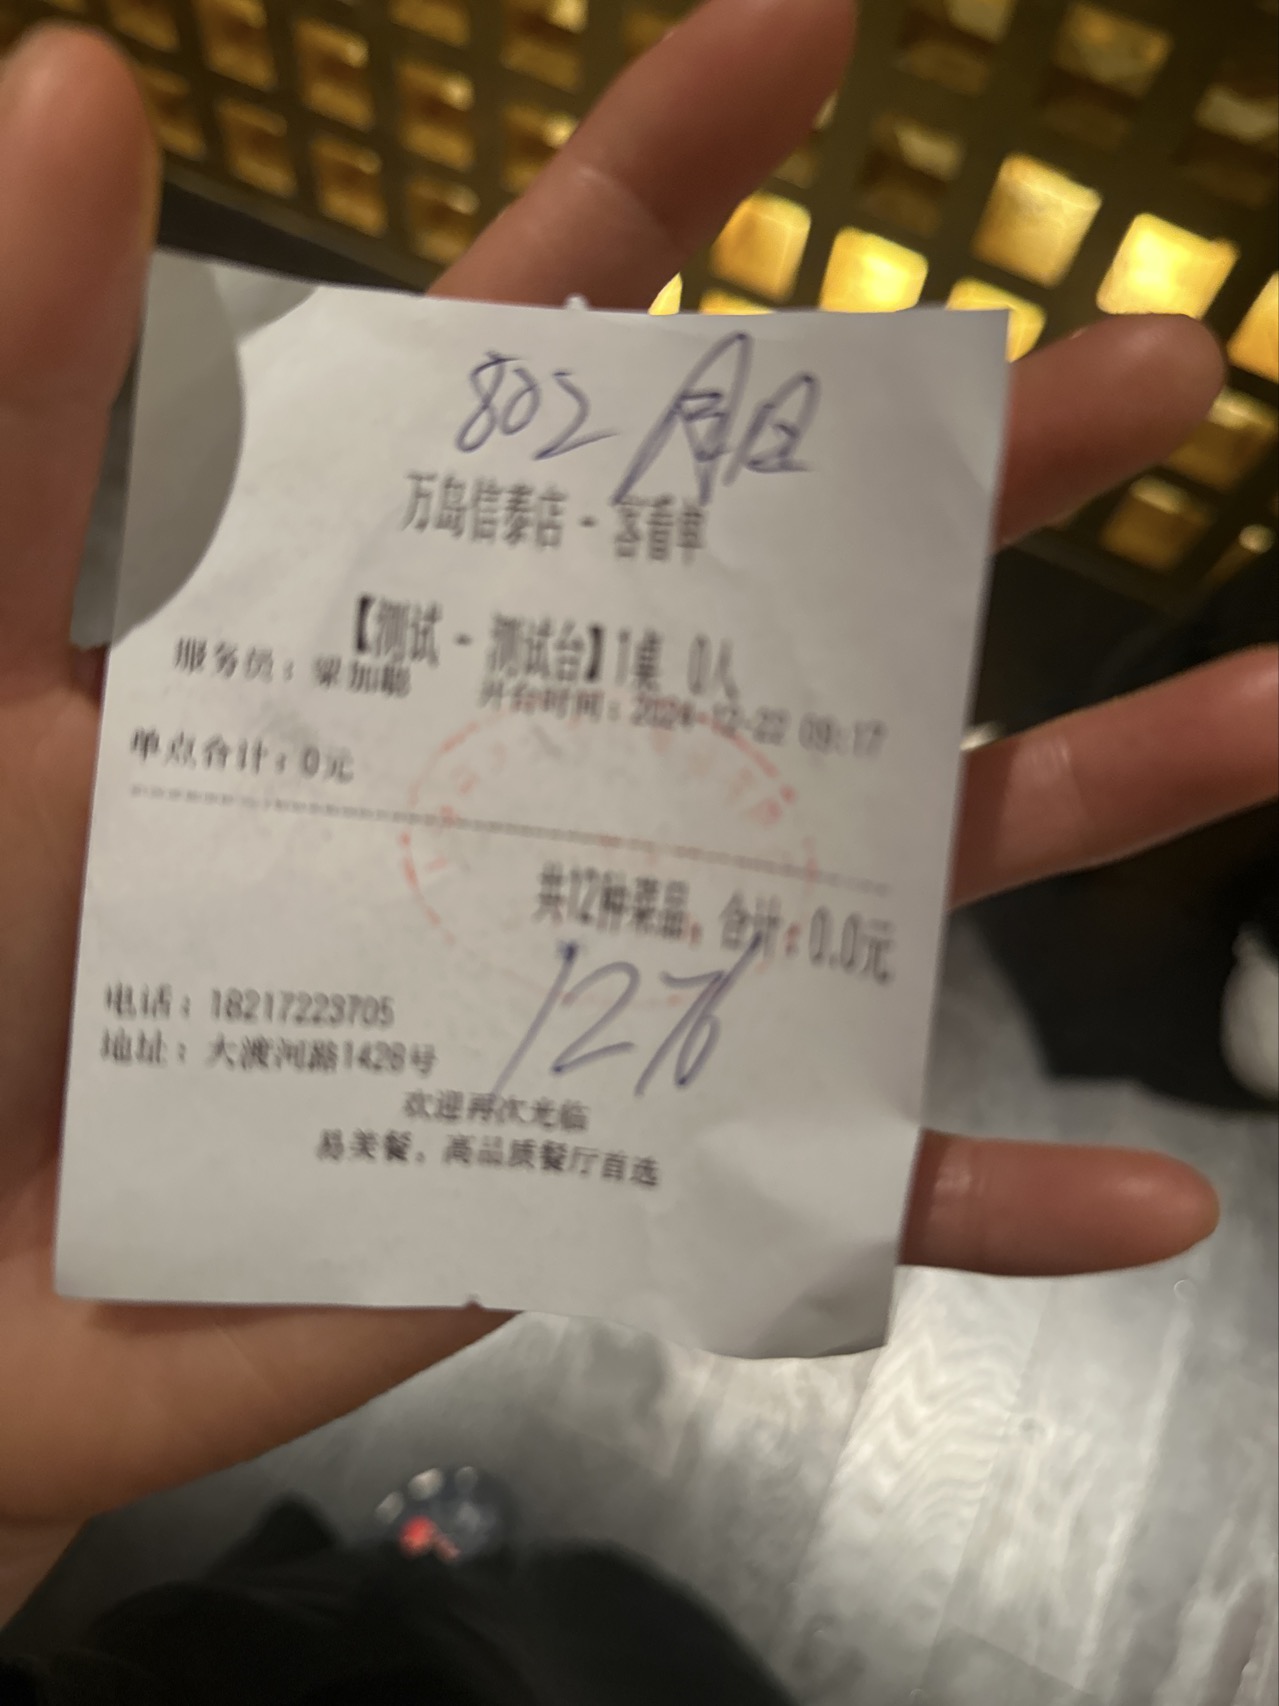 802
万岛信泰店 - 客看单
【测试 - 测试台】1桌 0人
服务员：梁加聪 开台时间：2024-12-22 09:17
单点合计：0元
共12种菜品，合计：0.0元
1276
电话：18217223705
地址：大渡河路1428号
欢迎再次光临
易美餐，高品质餐厅首选